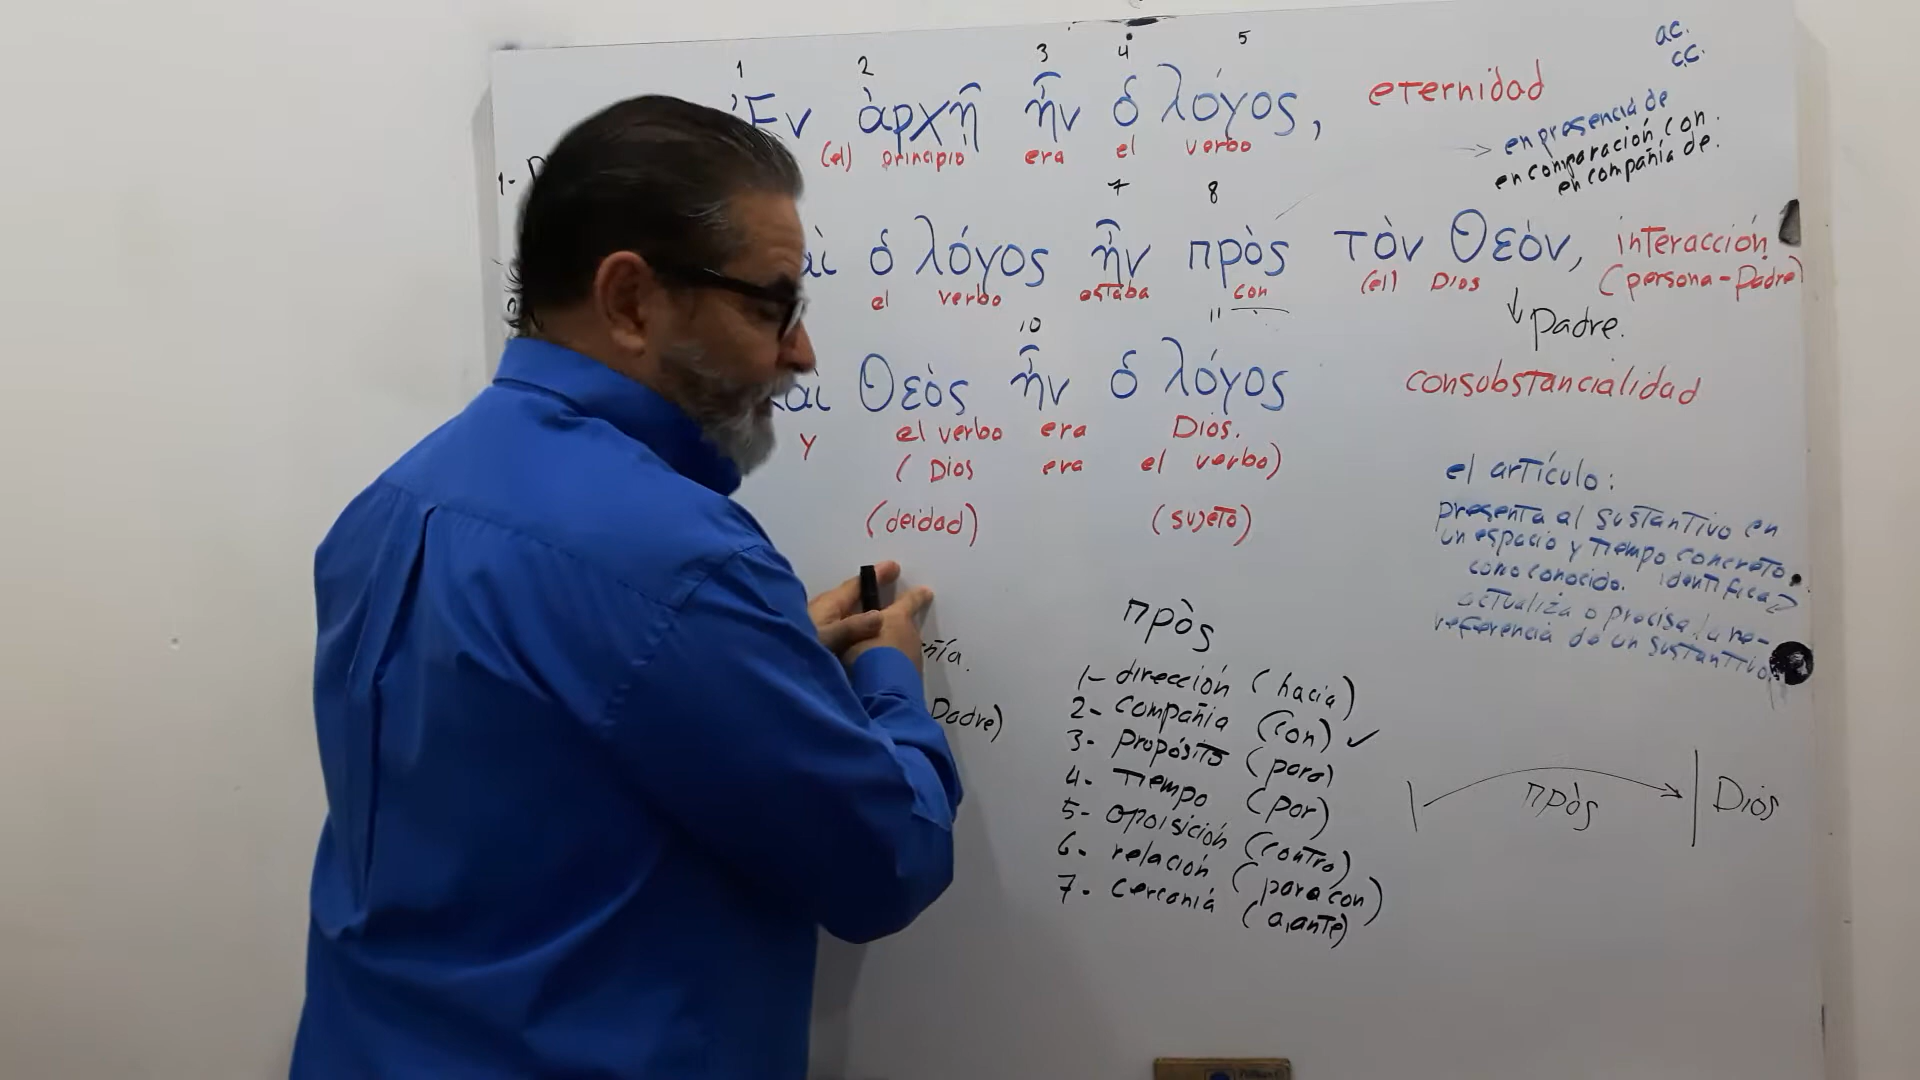 1 2 3 4 5
Ἐν ἀρχῇ ἦν ὁ λόγος, eternidad
(el) principio era el verbo
ac.
c.c.
en presencia de
en comparación con.
en compañía de.
1-
7 8
ὁ λόγος ἦν πρὸς τὸν Θεόν, interacción
el verbo estaba con (el) Dios (persona-Padre)
Padre.
10 11
Θεὸς ἦν ὁ λόγος consubstancialidad
y el verbo era Dios.
(Dios era el verbo)
(deidad) (sujeto)
el artículo:
presenta al sustantivo en
un espacio y tiempo concreto.
como conocido. identifica
actualiza o precisa la re-
referencia de un sustantivo.
πρὸς
1- dirección (hacia)
2- compañia (con) ✓
3- propósito (para)
4- tiempo (por)
5- oposición (contra)
6- relación (para con)
7- cercaniá (a, ante)
Padre)
πρὸς Dios